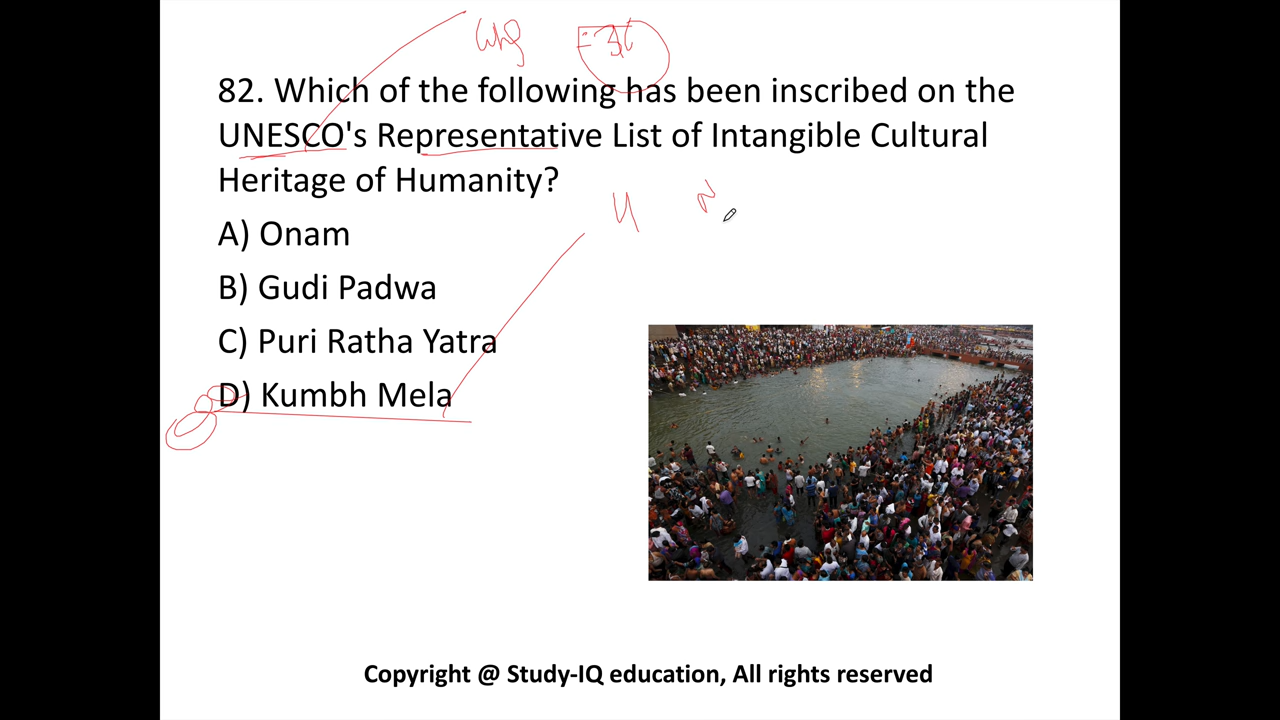 82. Which of the following has been inscribed on the
UNESCO's Representative List of Intangible Cultural
Heritage of Humanity?
U N
A) Onam
B) Gudi Padwa
C) Puri Ratha Yatra
D) Kumbh Mela
Copyright @ Study-IQ education, All rights reserved